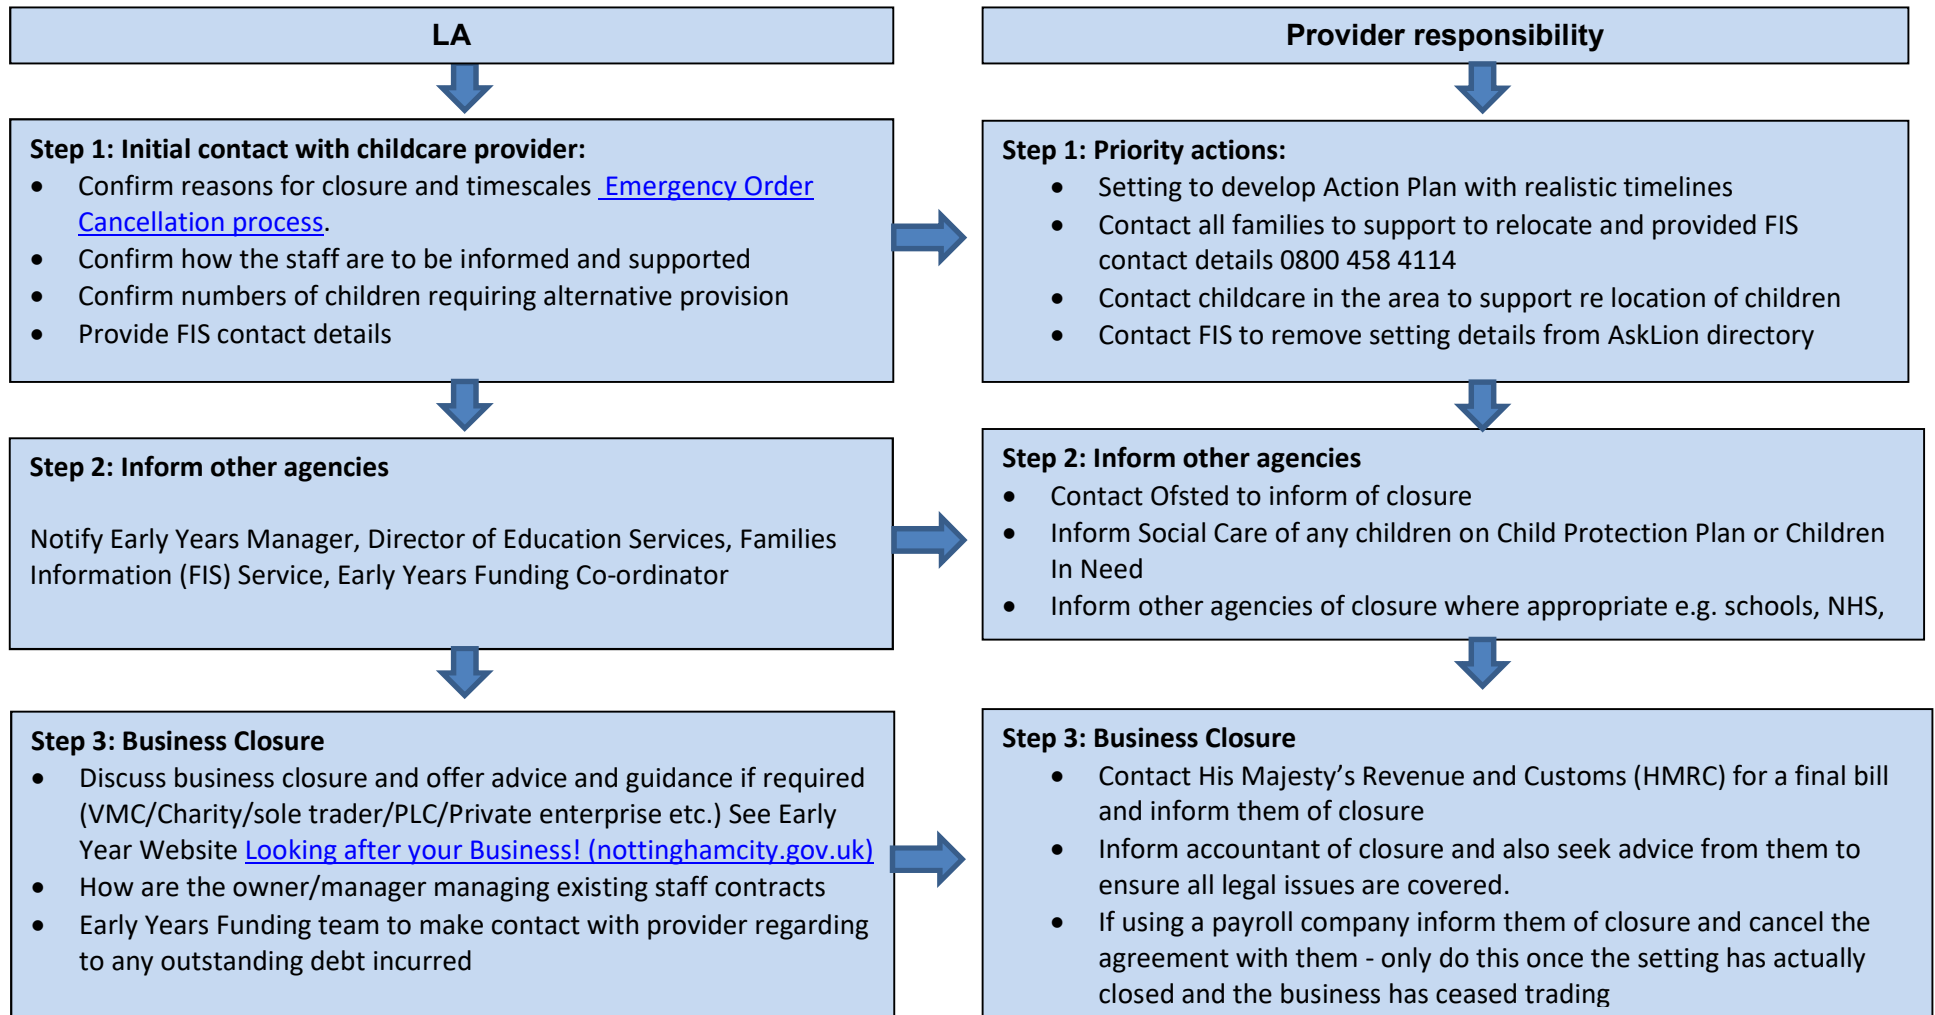 LA
Step 1: Initial contact with childcare provider:
• Confirm reasons for closure and timescales Emergency Order
Cancellation process.
• Confirm how the staff are to be informed and supported
• Confirm numbers of children requiring alternative provision
• Provide FIS contact details
Step 2: Inform other agencies
Notify Early Years Manager, Director of Education Services, Families
Information (FIS) Service, Early Years Funding Co-ordinator
Step 3: Business Closure
• Discuss business closure and offer advice and guidance if required
(VMC/Charity/sole trader/PLC/Private enterprise etc.) See Early
Year Website Looking after your Business! (nottinghamcity.gov.uk)
• How are the owner/manager managing existing staff contracts
• Early Years Funding team to make contact with provider regarding
to any outstanding debt incurred
Provider responsibility
Step 1: Priority actions:
• Setting to develop Action Plan with realistic timelines
• Contact all families to support to relocate and provided FIS
contact details 0800 458 4114
• Contact childcare in the area to support re location of children
• Contact FIS to remove setting details from AskLion directory
Step 2: Inform other agencies
• Contact Ofsted to inform of closure
• Inform Social Care of any children on Child Protection Plan or Children
In Need
• Inform other agencies of closure where appropriate e.g. schools, NHS,
Step 3: Business Closure
• Contact His Majesty’s Revenue and Customs (HMRC) for a final bill
and inform them of closure
• Inform accountant of closure and also seek advice from them to
ensure all legal issues are covered.
• If using a payroll company inform them of closure and cancel the
agreement with them - only do this once the setting has actually
closed and the business has ceased trading